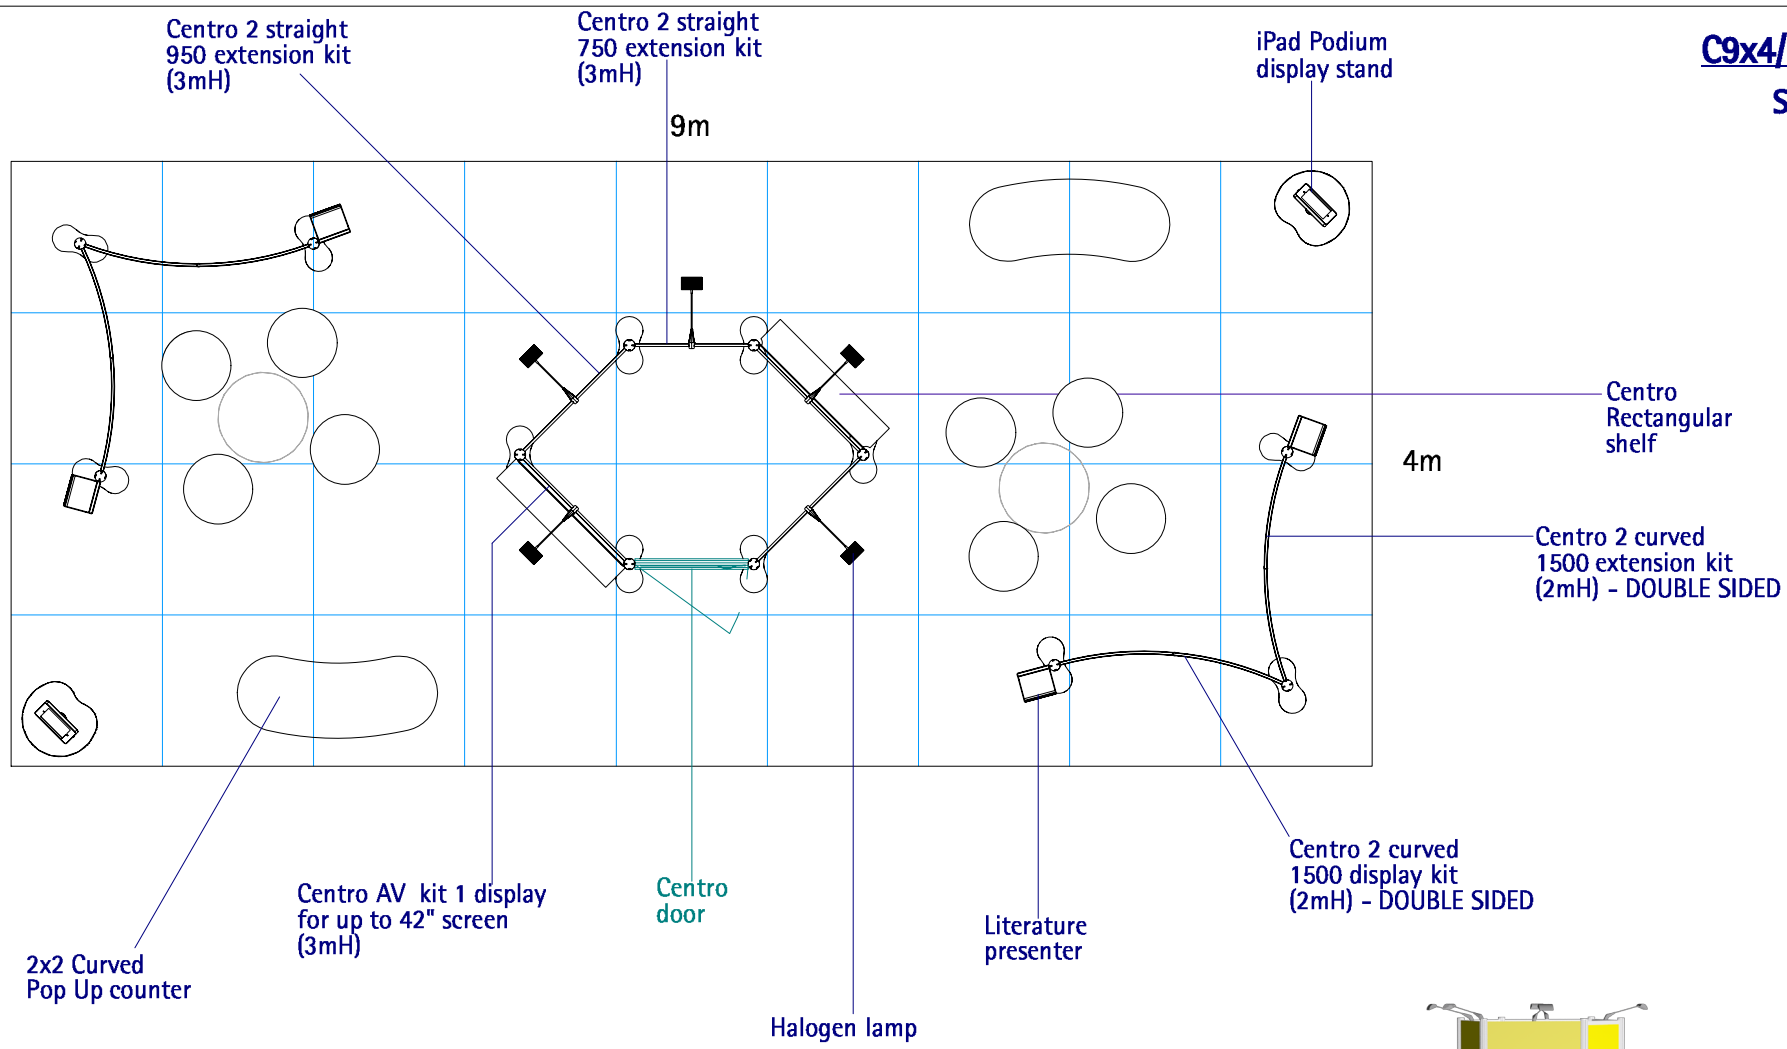 Centro 2 straight
950 extension kit
(3mH)
Centro 2 straight
750 extension kit
(3mH)
iPad Podium
display stand
C9x4/
S
9m
Centro
Rectangular
shelf
4m
Centro 2 curved
1500 extension kit
(2mH) - DOUBLE SIDED
Centro 2 curved
1500 display kit
(2mH) - DOUBLE SIDED
Centro AV  kit 1 display
for up to 42" screen
(3mH)
Centro
door
Literature
presenter
2x2 Curved
Pop Up counter
Halogen lamp